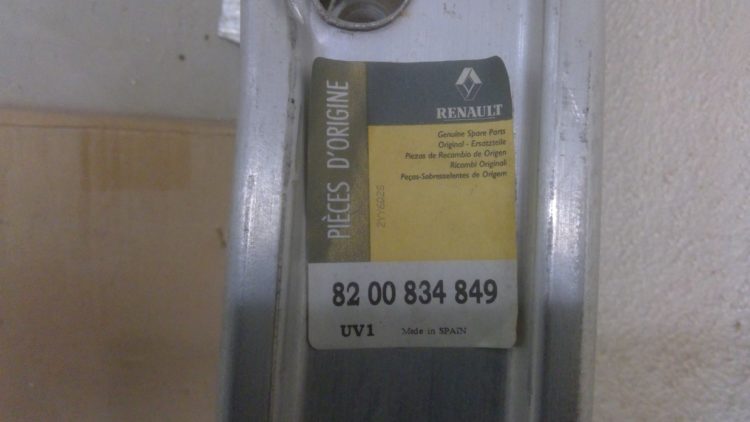 PIÈCES D'ORIGINE
RENAULT
Genuine Spare Parts
Original - Ersatzteile
Piezas de Recambio de Origen
Ricambi Originali
Peças-Sobresselentes de Origem
2YY6026
82 00 834 849
UV1 Made in SPAIN